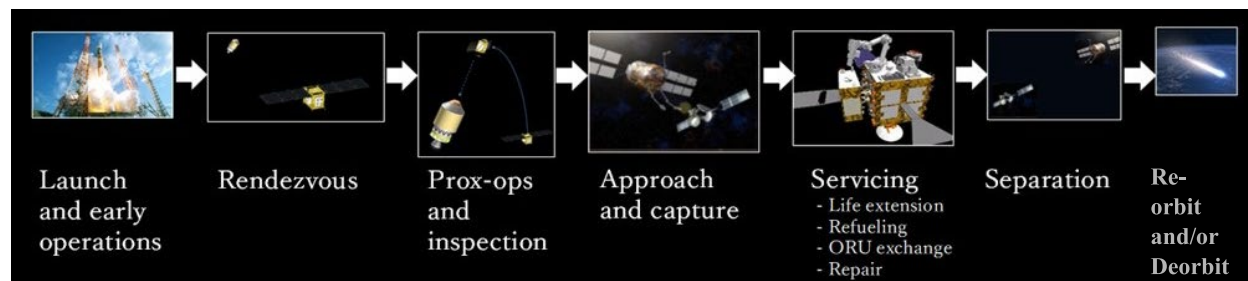 Launch
and early
operations
Rendezvous
Prox-ops
and
inspection
Approach
and capture
Servicing
- Life extension
- Refueling
- ORU exchange
- Repair
Separation
Re-
orbit
and/or
Deorbit